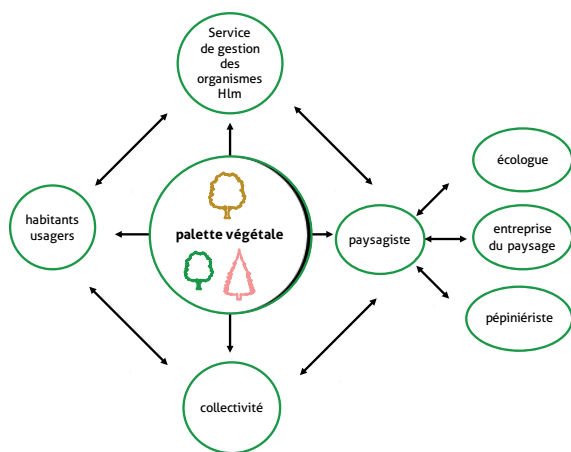 Service
de gestion
des
organismes
Hlm
écologue
habitants
usagers
palette végétale
paysagiste
entreprise
du paysage
pépiniériste
collectivité